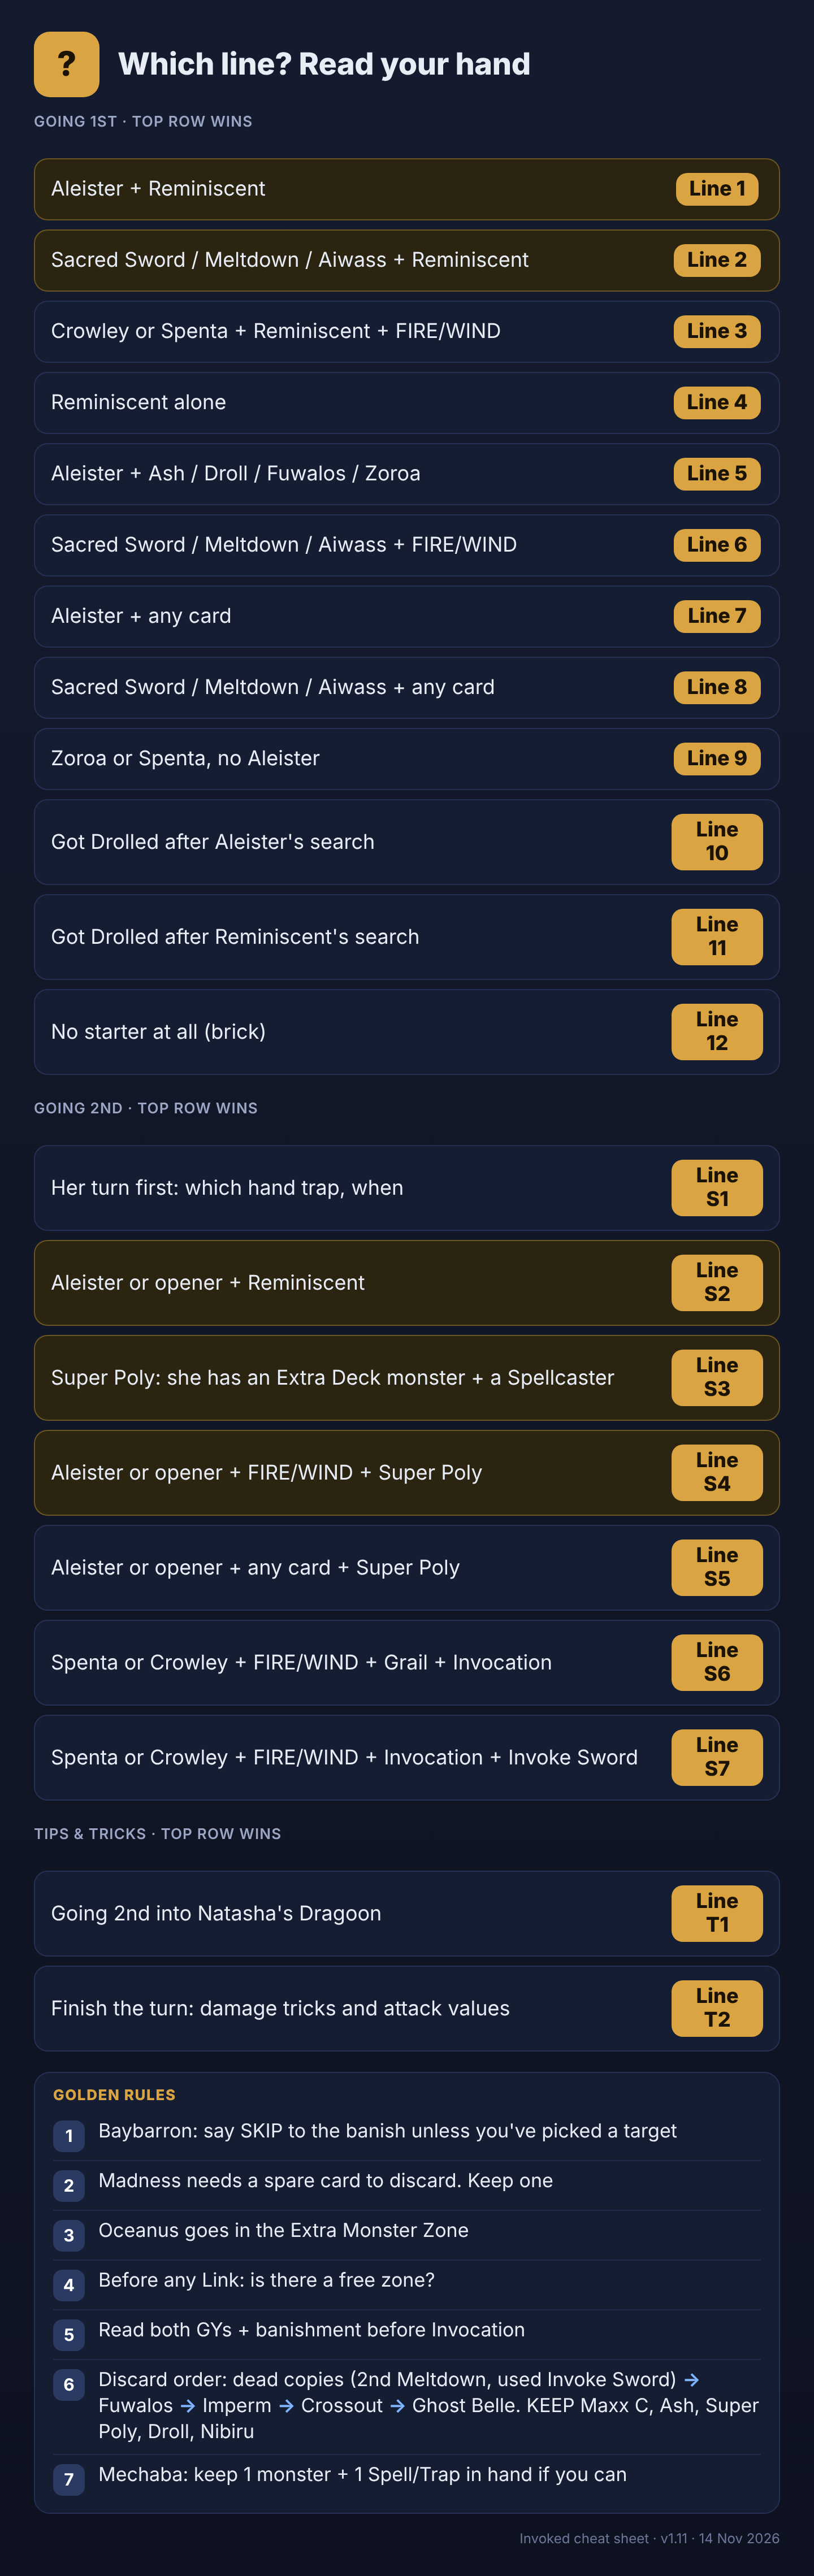 ?
Which line? Read your hand
GOING 1ST · TOP ROW WINS
Aleister + Reminiscent
Line 1
Sacred Sword / Meltdown / Aiwass + Reminiscent
Line 2
Crowley or Spenta + Reminiscent + FIRE/WIND
Line 3
Reminiscent alone
Line 4
Aleister + Ash / Droll / Fuwalos / Zoroa
Line 5
Sacred Sword / Meltdown / Aiwass + FIRE/WIND
Line 6
Aleister + any card
Line 7
Sacred Sword / Meltdown / Aiwass + any card
Line 8
Zoroa or Spenta, no Aleister
Line 9
Got Drolled after Aleister's search
Line
10
Got Drolled after Reminiscent's search
Line
11
No starter at all (brick)
Line
12
GOING 2ND · TOP ROW WINS
Her turn first: which hand trap, when
Line
S1
Aleister or opener + Reminiscent
Line
S2
Super Poly: she has an Extra Deck monster + a Spellcaster
Line
S3
Aleister or opener + FIRE/WIND + Super Poly
Line
S4
Aleister or opener + any card + Super Poly
Line
S5
Spenta or Crowley + FIRE/WIND + Grail + Invocation
Line
S6
Spenta or Crowley + FIRE/WIND + Invocation + Invoke Sword
Line
S7
TIPS & TRICKS · TOP ROW WINS
Going 2nd into Natasha's Dragoon
Line
T1
Finish the turn: damage tricks and attack values
Line
T2
GOLDEN RULES
1 Baybarron: say SKIP to the banish unless you've picked a target
2 Madness needs a spare card to discard. Keep one
3 Oceanus goes in the Extra Monster Zone
4 Before any Link: is there a free zone?
5 Read both GYs + banishment before Invocation
6 Discard order: dead copies (2nd Meltdown, used Invoke Sword) →
Fuwalos → Imperm → Crossout → Ghost Belle. KEEP Maxx C, Ash, Super
Poly, Droll, Nibiru
7 Mechaba: keep 1 monster + 1 Spell/Trap in hand if you can
Invoked cheat sheet · v1.11 · 14 Nov 2026